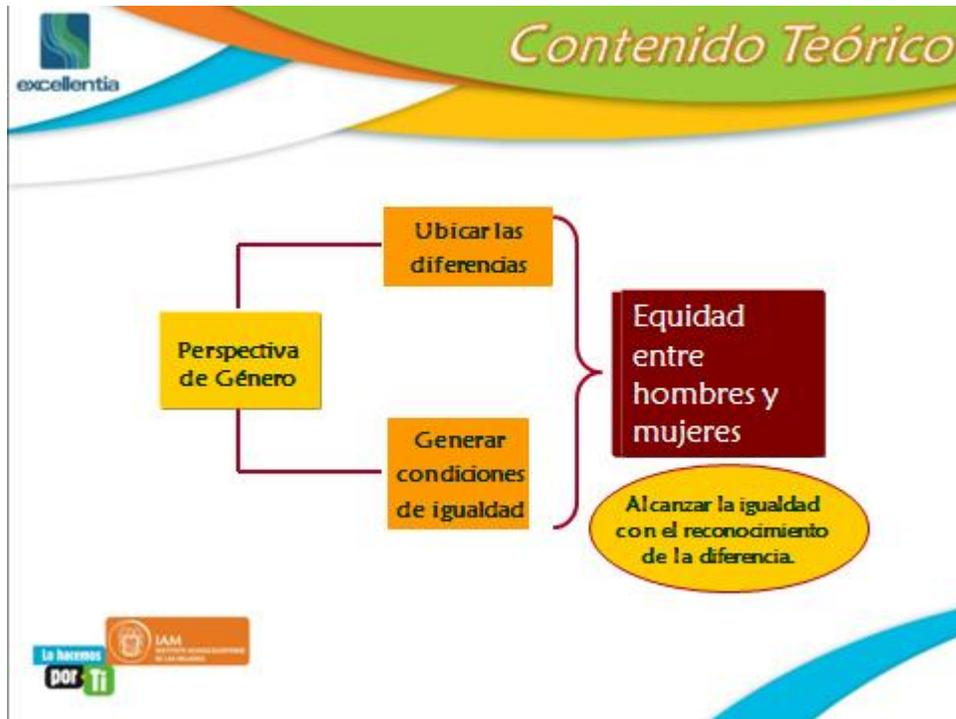 excellentia
Contenido Teórico
Ubicar las
diferencias
Perspectiva
de Género
Generar
condiciones
de igualdad
Equidad
entre
hombres y
mujeres
Alcanzar la igualdad
con el reconocimiento
de la diferencia.
IAM
Lo hacemos
por Ti